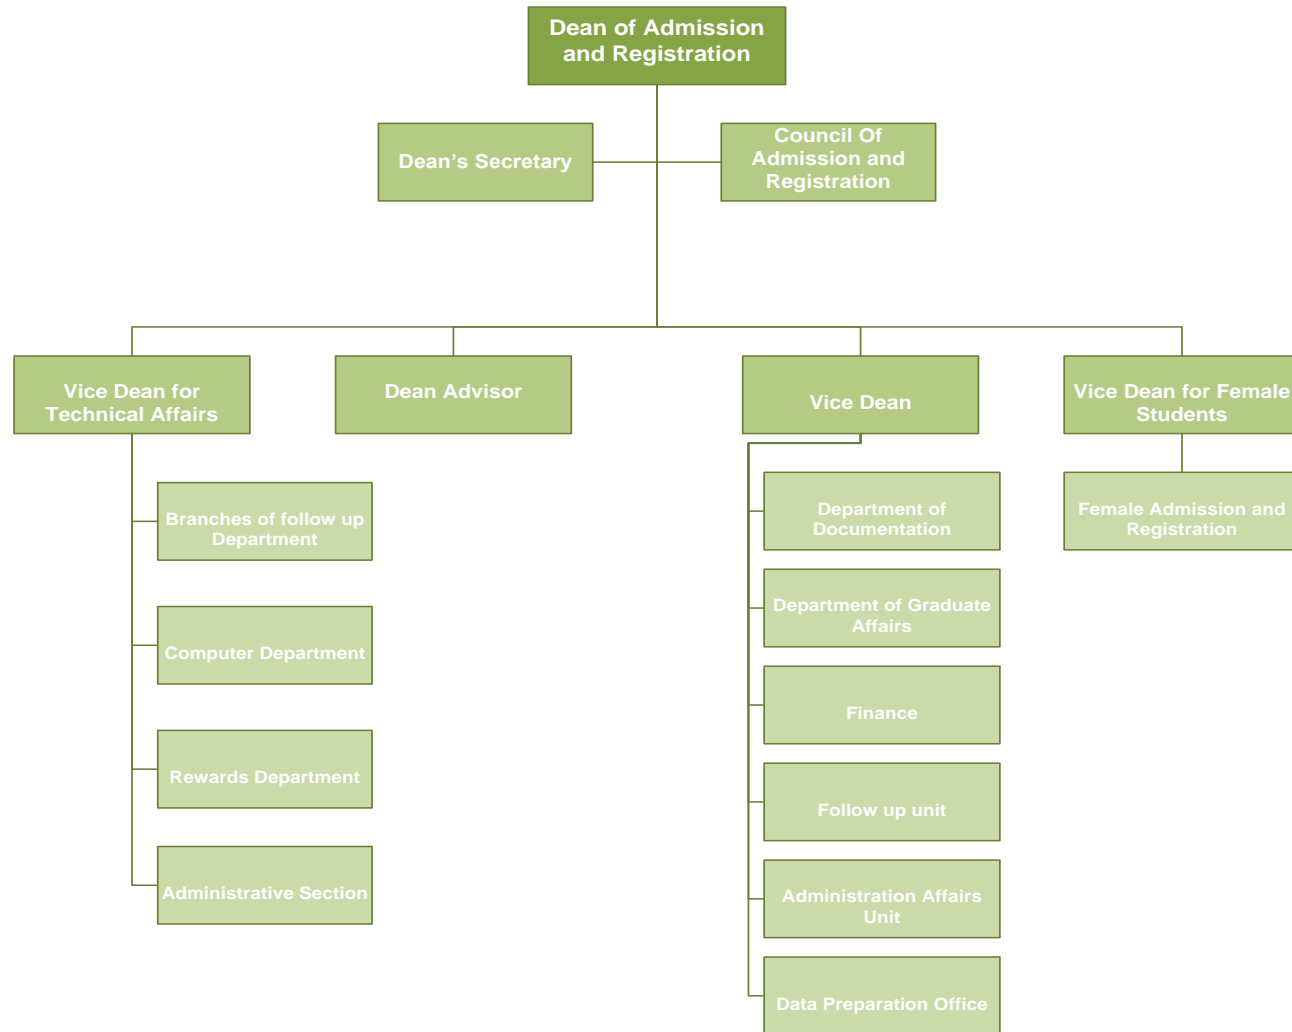 Dean of Admission
and Registration
Dean’s Secretary
Council Of
Admission and
Registration
Vice Dean for
Technical Affairs
Dean Advisor
Vice Dean
Vice Dean for Female
Students
Branches of follow up
Department
Computer Department
Rewards Department
Administrative Section
Department of
Documentation
Department of Graduate
Affairs
Finance
Follow up unit
Administration Affairs
Unit
Data Preparation Office
Female Admission and
Registration